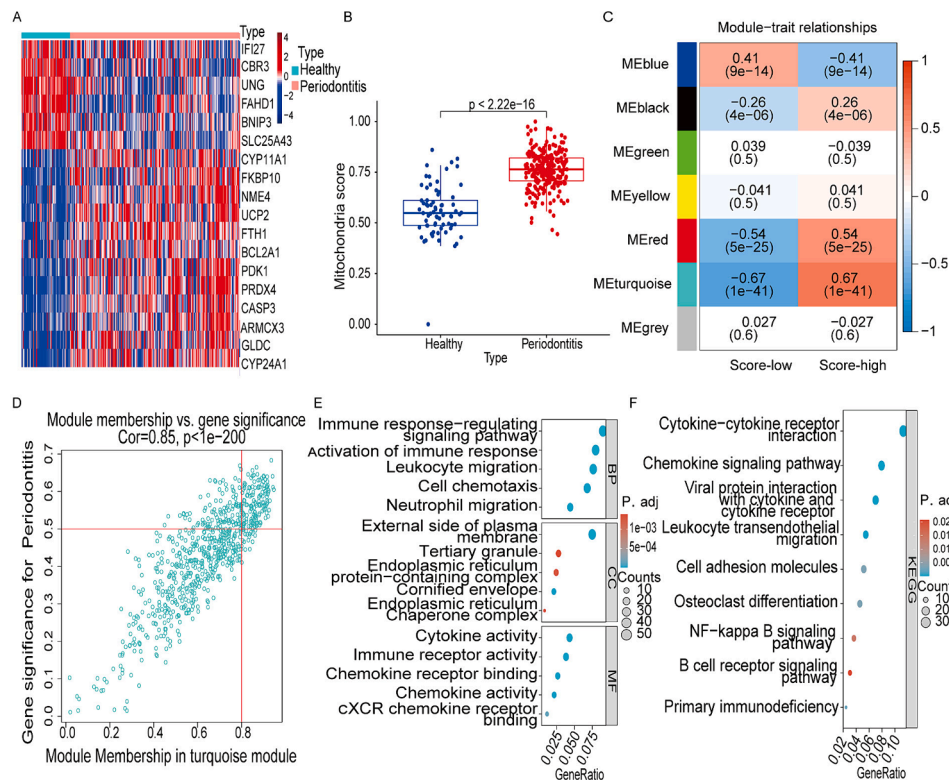 A
Type
IFI27
CBR3
UNG
FAHD1
BNIP3
SLC25A43
CYP11A1
FKBP10
NME4
UCP2
FTH1
BCL2A1
PDK1
PRDX4
CASP3
ARMCX3
GLDC
CYP24A1
4
2
0
−2
−4
Type
Healthy
Periodontitis
B
p < 2.22e−16
Mitochondria score
1.00
0.75
0.50
0.25
0.00
Healthy
Periodontitis
Type
C
Module−trait relationships
MEblue
0.41
(9e−14)
−0.41
(9e−14)
MEblack
−0.26
(4e−06)
0.26
(4e−06)
MEgreen
0.039
(0.5)
−0.039
(0.5)
MEyellow
−0.041
(0.5)
0.041
(0.5)
MEred
−0.54
(5e−25)
0.54
(5e−25)
MEturquoise
−0.67
(1e−41)
0.67
(1e−41)
MEgrey
0.027
(0.6)
−0.027
(0.6)
Score-low
Score-high
1
0.5
0
−0.5
−1
D
Module membership vs. gene significance
Cor=0.85, p<1e−200
Gene significance for Periodontitis
0.7
0.6
0.5
0.4
0.3
0.2
0.1
0.0
0.0
0.2
0.4
0.6
0.8
Module Membership in turquoise module
E
Immune response−regulating
signaling pathway
Activation of immune response
Leukocyte migration
Cell chemotaxis
Neutrophil migration
External side of plasma
membrane
Tertiary granule
Endoplasmic reticulum
protein-containing complex
Cornified envelope
Endoplasmic reticulum
Chaperone complex
Cytokine activity
Immune receptor activity
Chemokine receptor binding
Chemokine activity
cXCR chemokine receptor
binding
BP
CC
MF
0.025
0.050
0.075
GeneRatio
P. adj
1e−03
5e−04
Counts
10
20
30
40
50
F
Cytokine−cytokine receptor
interaction
Chemokine signaling pathway
Viral protein interaction
with cytokine and
cytokine receptor
Leukocyte transendothelial
migration
Cell adhesion molecules
Osteoclast differentiation
NF−kappa B signaling
pathway
B cell receptor signaling
pathway
Primary immunodeficiency
KEGG
0.02
0.04
0.06
0.08
0.10
GeneRatio
P. adj
0.02
0.01
0.00
Count
10
20
30